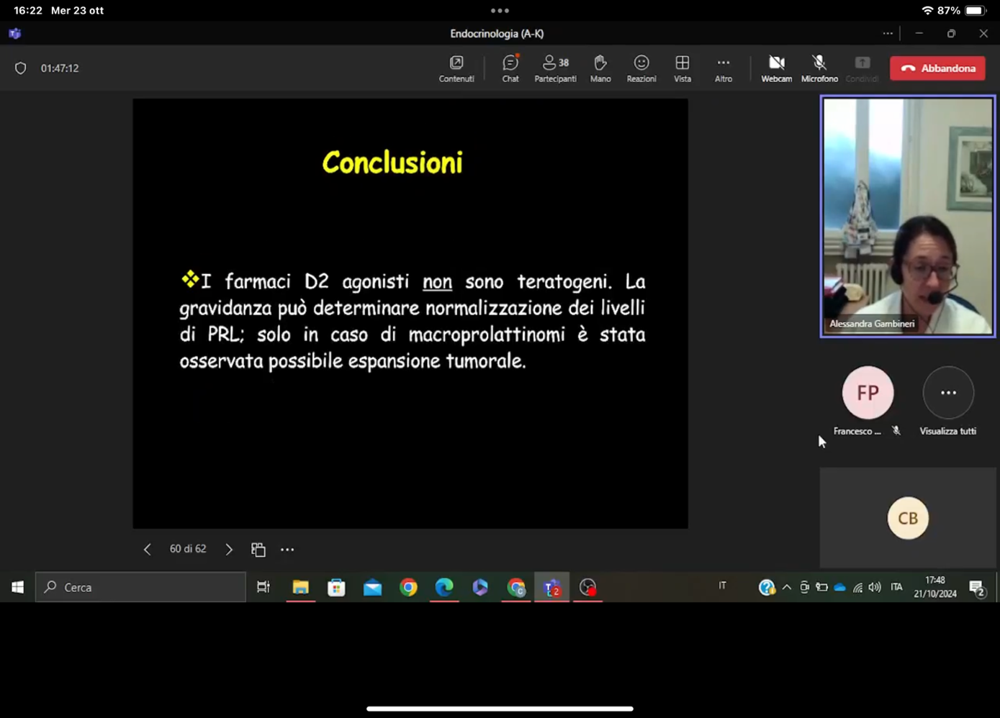 16:22 Mer 23 ott
87%
Endocrinologia (A-K)
01:47:12
Contenuti
Chat
38
Partecipanti
Mano
Reazioni
Vista
Altro
Webcam
Microfono
Condividi
Abbandona
Conclusioni
I farmaci D2 agonisti non sono teratogeni. La
gravidanza può determinare normalizzazione dei livelli
di PRL; solo in caso di macroprolattinomi è stata
osservata possibile espansione tumorale.
Alessandra Gambineri
FP
Francesco ...
Visualizza tutti
CB
60 di 62
Cerca
IT
ITA
17:48
21/10/2024
2